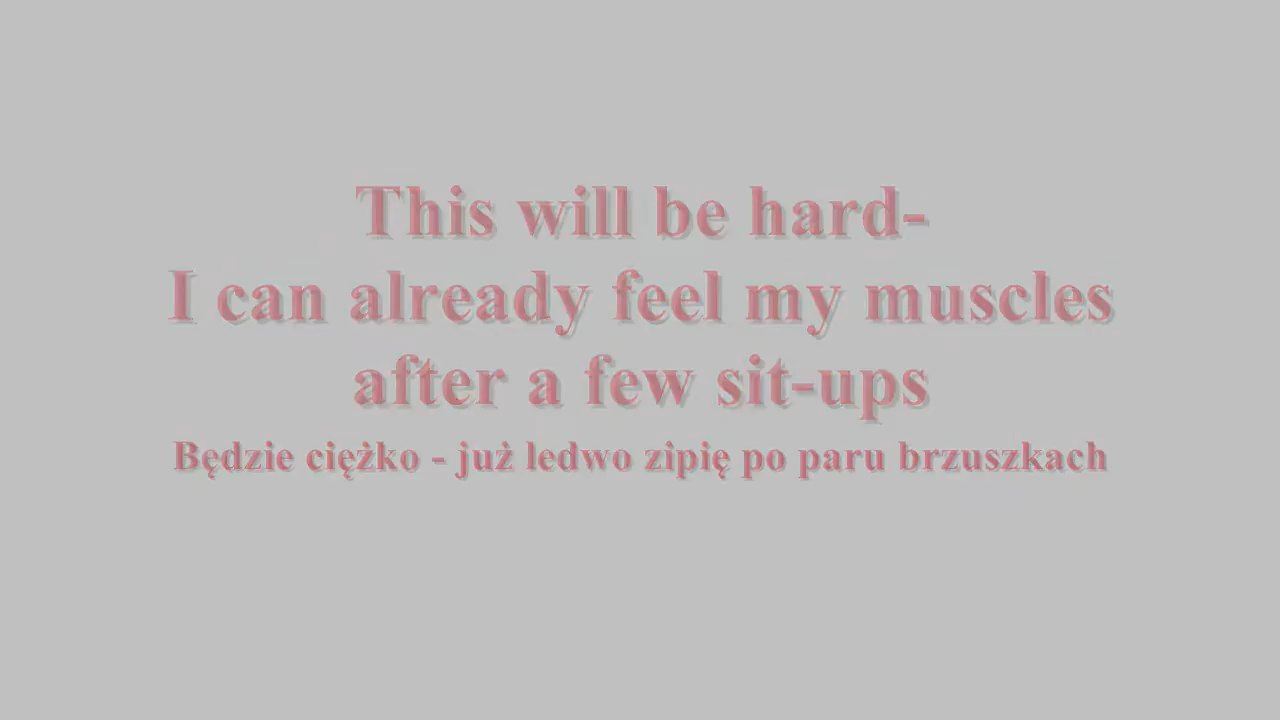 This will be hard-
I can already feel my muscles
after a few sit-ups
Będzie ciężko - już ledwo zipię po paru brzuszkach